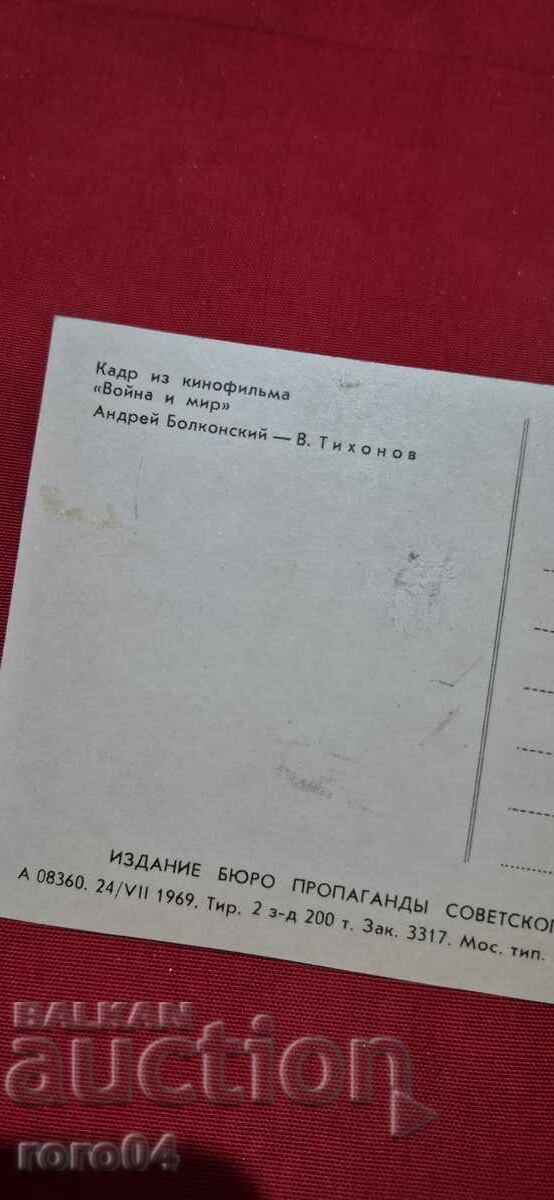 Кадр из кинофильма
«Война и мир»
Андрей Болконский — В. Тихонов
ИЗДАНИЕ БЮРО ПРОПАГАНДЫ СОВЕТСКОГ
А 08360. 24/VII 1969. Тир. 2 з-д 200 т. Зак. 3317. Мос. тип.
BALKAN
auction
roro04